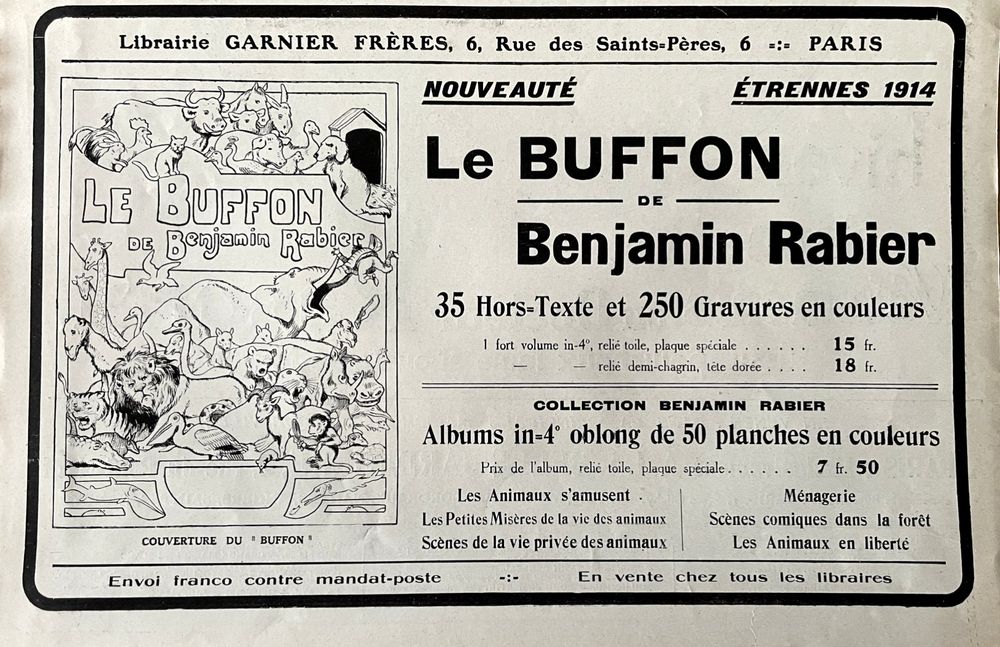 Librairie GARNIER FRÈRES, 6, Rue des Saints=Pères, 6 -:- PARIS
LE BUFFON
DE Benjamin Rabier
COUVERTURE DU "BUFFON"
NOUVEAUTÉ ÉTRENNES 1914
Le BUFFON
DE
Benjamin Rabier
35 Hors=Texte et 250 Gravures en couleurs
1 fort volume in-4°, relié toile, plaque spéciale . . . . . . 15 fr.
— — relié demi-chagrin, tête dorée . . . . 18 fr.
COLLECTION BENJAMIN RABIER
Albums in=4° oblong de 50 planches en couleurs
Prix de l'album, relié toile, plaque spéciale . . . . . . 7 fr. 50
Les Animaux s'amusent .
Les Petites Misères de la vie des animaux
Scènes de la vie privée des animaux
Ménagerie
Scènes comiques dans la forêt
Les Animaux en liberté
Envoi franco contre mandat-poste -:- En vente chez tous les libraires